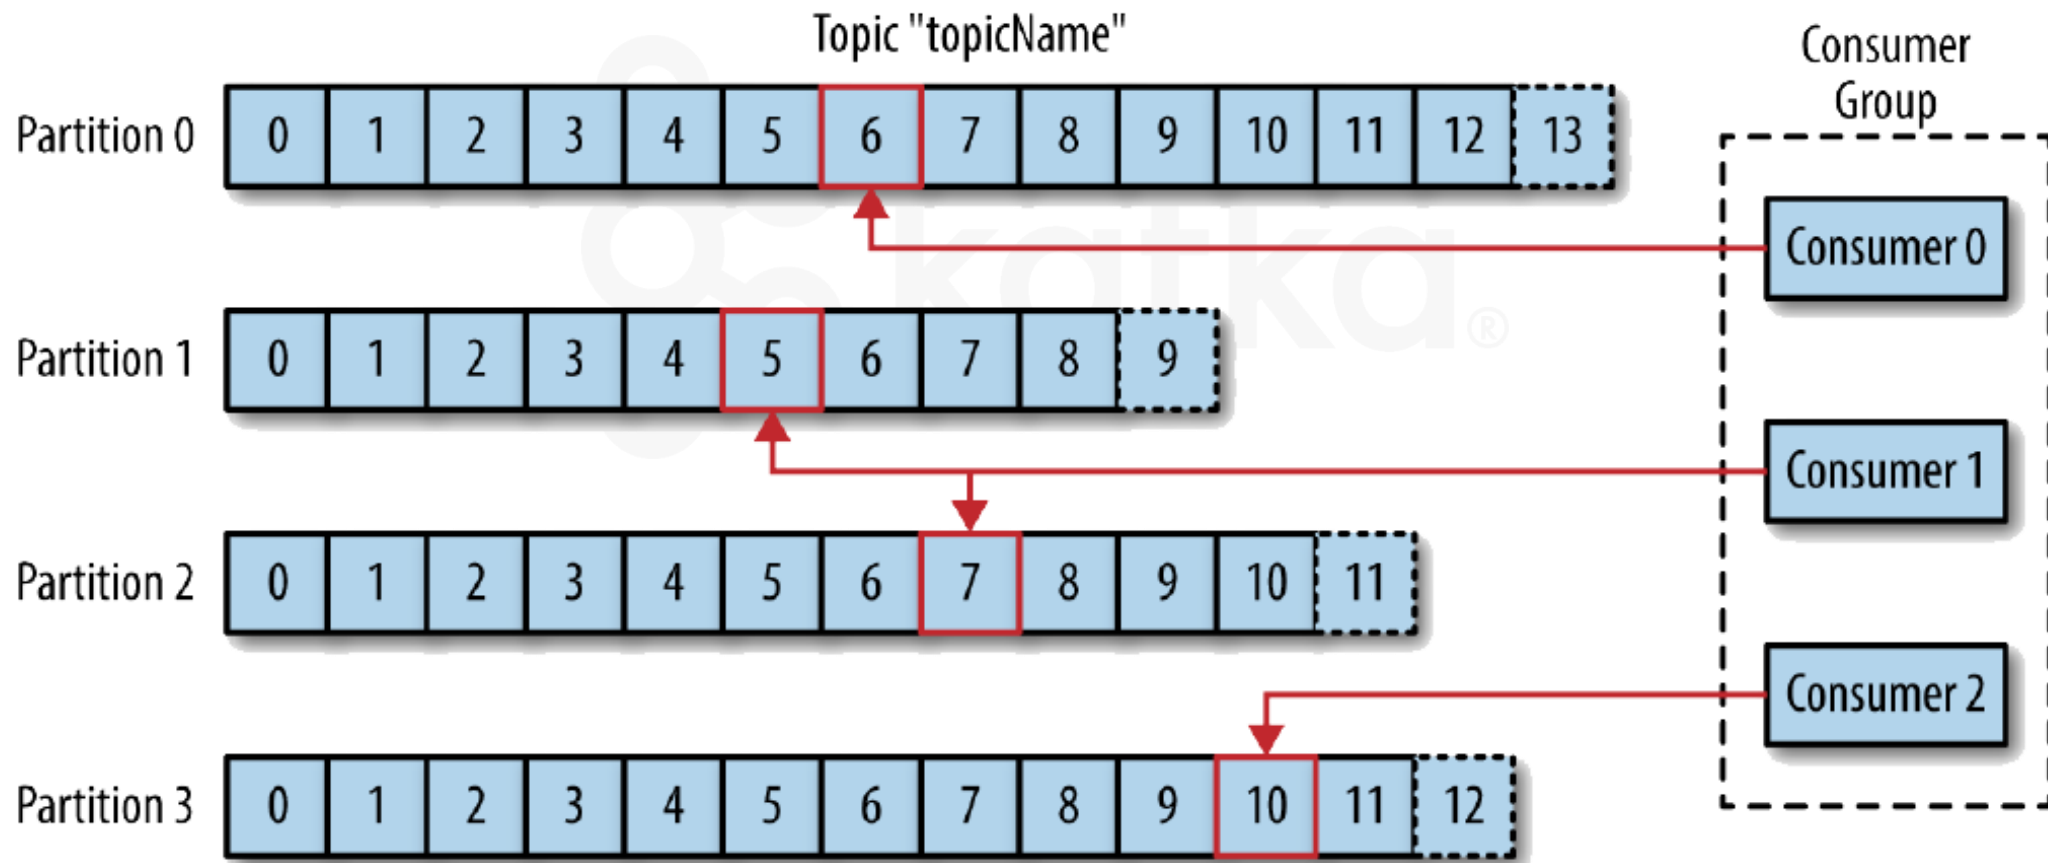 Topic "topicName"
Consumer
Group
Partition 0 0 1 2 3 4 5 6 7 8 9 10 11 12 13
Consumer 0
kafka®
Partition 1 0 1 2 3 4 5 6 7 8 9
Consumer 1
Partition 2 0 1 2 3 4 5 6 7 8 9 10 11
Consumer 2
Partition 3 0 1 2 3 4 5 6 7 8 9 10 11 12